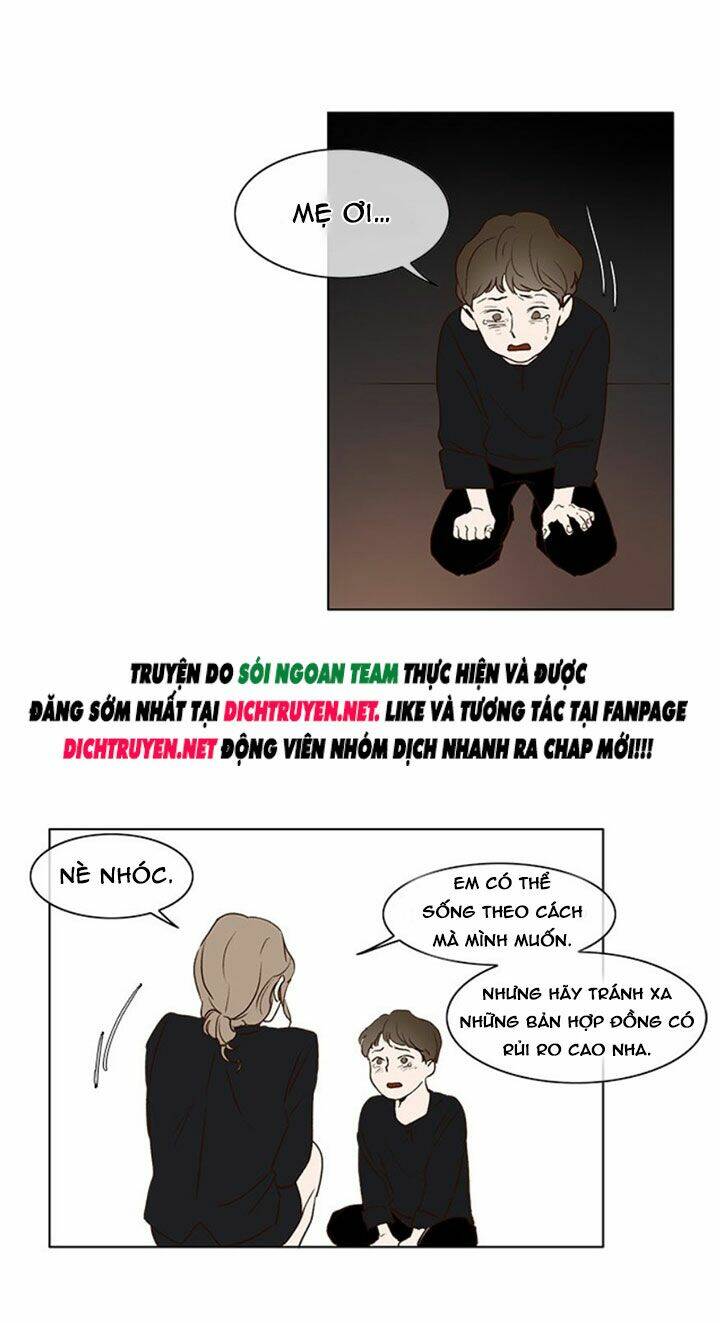 MẸ ƠI...
TRUYỆN DO SÓI NGOAN TEAM THỰC HIỆN VÀ ĐƯỢC
ĐĂNG SỚM NHẤT TẠI DICHTRUYEN.NET. LIKE VÀ TƯƠNG TÁC TẠI FANPAGE
DICHTRUYEN.NET ĐỘNG VIÊN NHÓM DỊCH NHANH RA CHAP MỚI!!!
NÈ NHÓC.
EM CÓ THỂ
SỐNG THEO CÁCH
MÀ MÌNH MUỐN.
NHƯNG HÃY TRÁNH XA
NHỮNG BẢN HỢP ĐỒNG CÓ
RỦI RO CAO NHA.